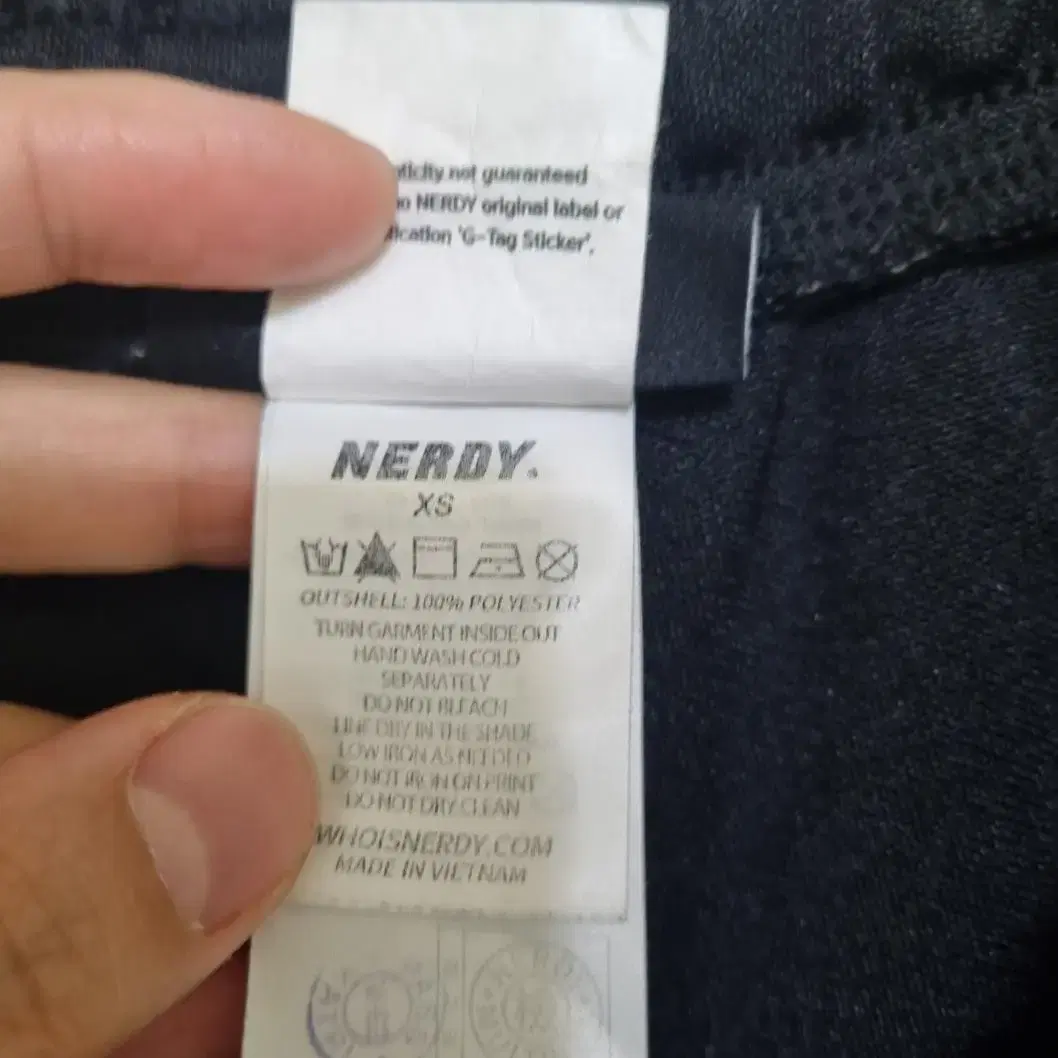 not guaranteed
NERDY original label or
'G-Tag Sticker'.
NERDY.
XS
OUTSHELL: 100% POLYESTER
TURN GARMENT INSIDE OUT
HAND WASH COLD
SEPARATELY
DO NOT BLEACH
LINE DRY IN THE SHADE
LOW IRON AS NEEDED
DO NOT IRON ON PRINT
DO NOT DRY CLEAN
WHOISNERDY.COM
MADE IN VIETNAM